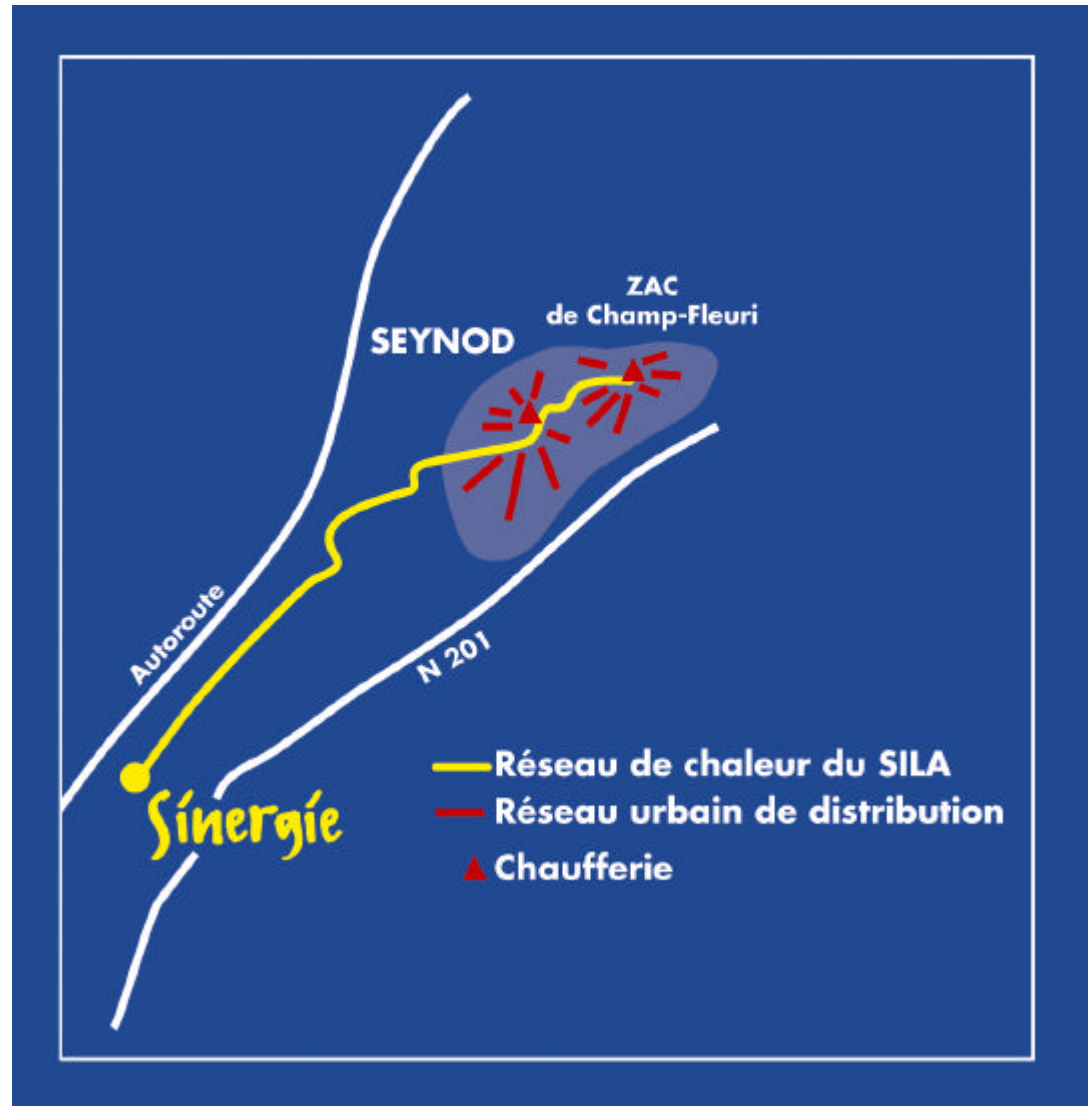 ZAC
de Champ-Fleuri
SEYNOD
Autoroute
N 201
Sinergie
Réseau de chaleur du SILA
Réseau urbain de distribution
Chaufferie